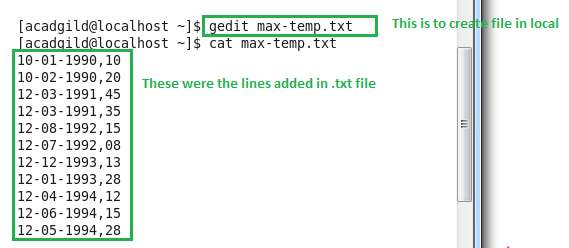 [acadgild@localhost ~]$ gedit max-temp.txt
This is to create file in local
[acadgild@localhost ~]$ cat max-temp.txt
10-01-1990,10
10-02-1990,20
These were the lines added in .txt file
12-03-1991,45
12-03-1991,35
12-08-1992,15
12-07-1992,08
12-12-1993,13
12-01-1993,28
12-04-1994,12
12-06-1994,15
12-05-1994,28